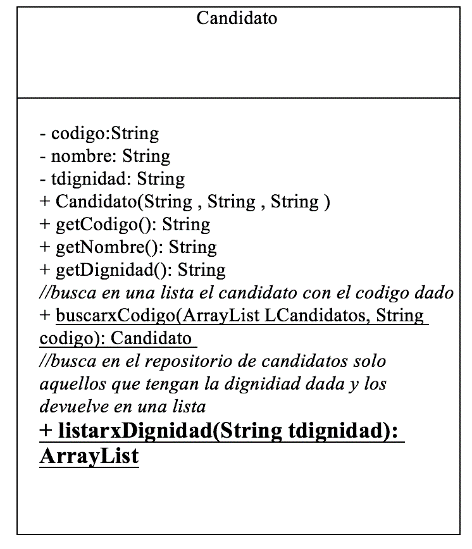 Candidato
- codigo:String
- nombre: String
- tdignidad: String
+ Candidato(String , String , String )
+ getCodigo(): String
+ getNombre(): String
+ getDignidad(): String
//busca en una lista el candidato con el codigo dado
+ buscarxCodigo(ArrayList LCandidatos, String
codigo): Candidato
//busca en el repositorio de candidatos solo
aquellos que tengan la dignidiad dada y los
devuelve en una lista
+ listarxDignidad(String tdignidad):
ArrayList